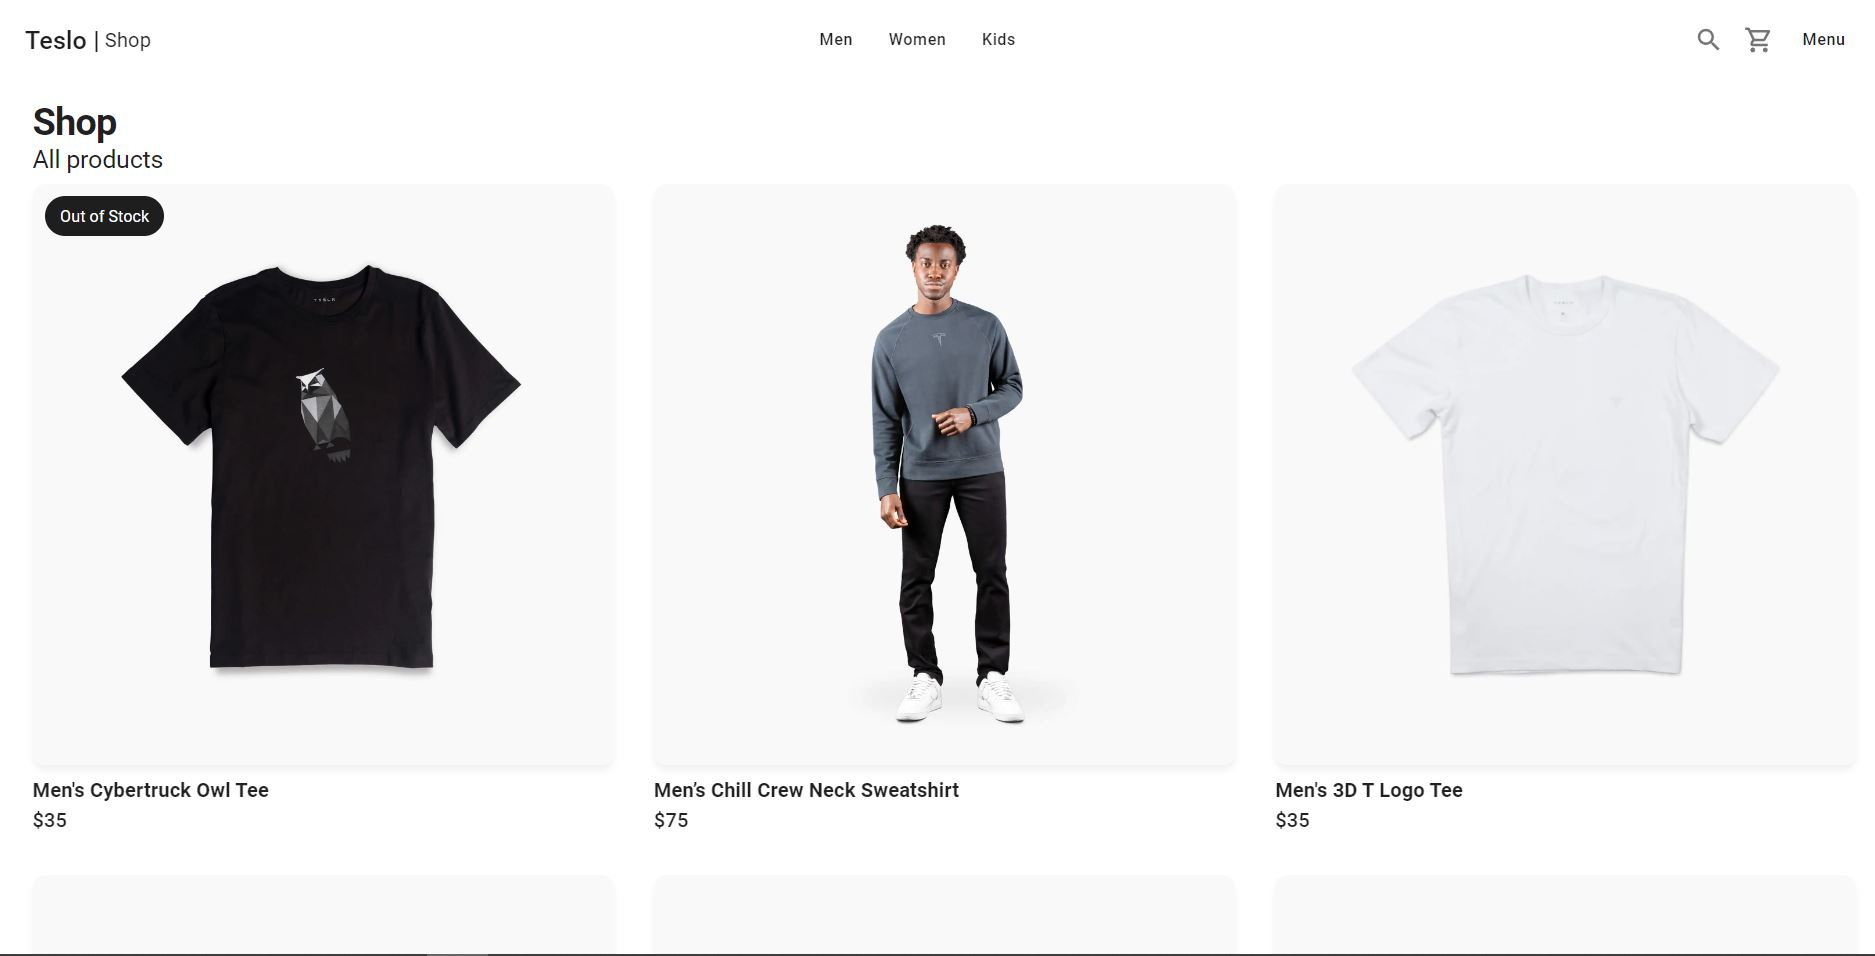 Teslo | Shop
Men
Women
Kids
Menu
Shop
All products
Out of Stock
Men's Cybertruck Owl Tee
$35
Men’s Chill Crew Neck Sweatshirt
$75
Men's 3D T Logo Tee
$35